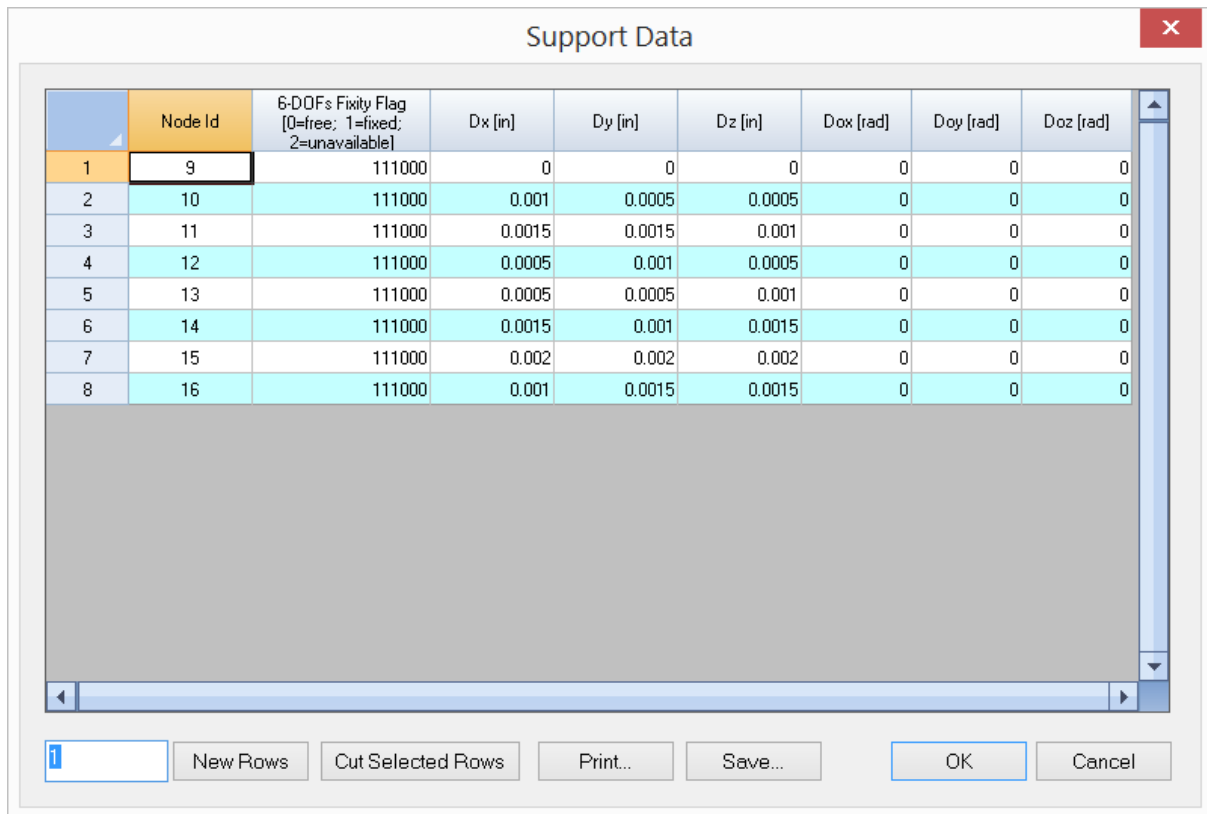 Support Data
Node Id 6-DOFs Fixity Flag [0=free; 1=fixed; 2=unavailable] Dx [in] Dy [in] Dz [in] Dox [rad] Doy [rad] Doz [rad]
1 9 111000 0 0 0 0 0 0
2 10 111000 0.001 0.0005 0.0005 0 0 0
3 11 111000 0.0015 0.0015 0.001 0 0 0
4 12 111000 0.0005 0.001 0.0005 0 0 0
5 13 111000 0.0005 0.0005 0.001 0 0 0
6 14 111000 0.0015 0.001 0.0015 0 0 0
7 15 111000 0.002 0.002 0.002 0 0 0
8 16 111000 0.001 0.0015 0.0015 0 0 0
1 New Rows Cut Selected Rows Print... Save... OK Cancel